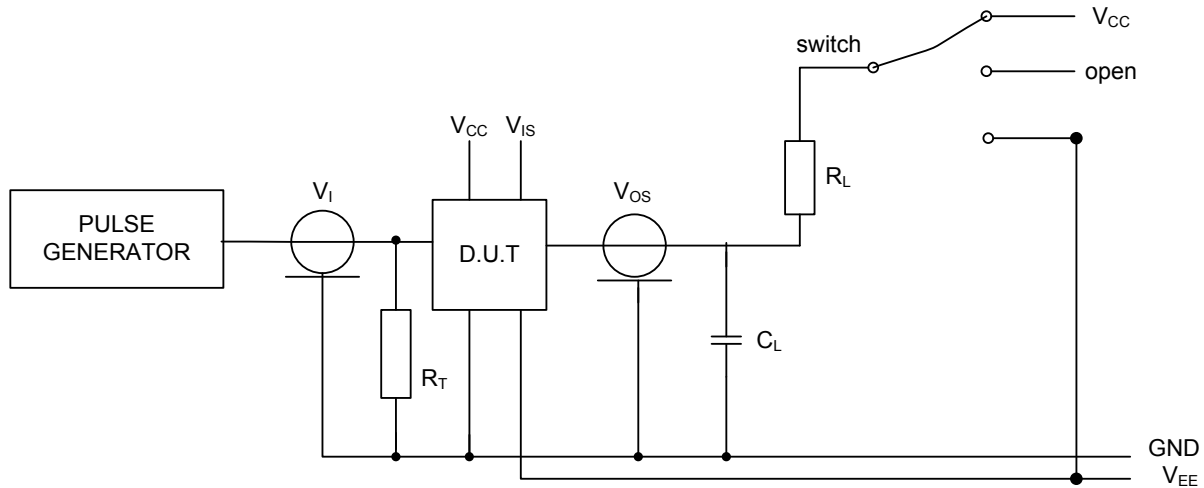 V_CC
switch
open
V_CC V_IS
R_L
V_I
V_OS
PULSE
GENERATOR
D.U.T
C_L
R_T
GND
V_EE